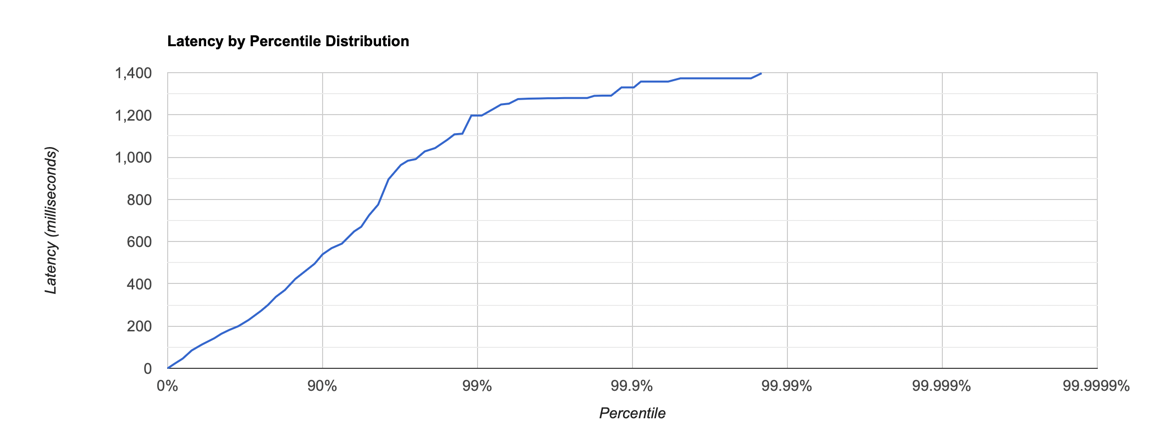 Latency by Percentile Distribution
1,400
1,200
1,000
800
600
400
200
0
Latency (milliseconds)
0% 90% 99% 99.9% 99.99% 99.999% 99.9999%
Percentile